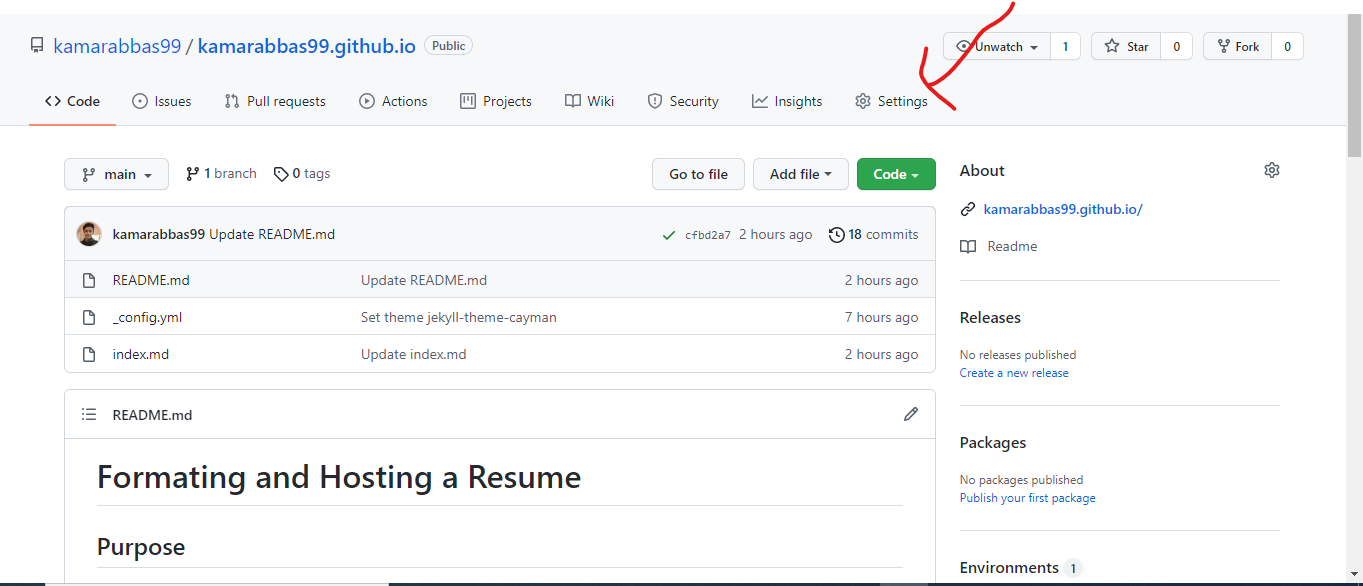 kamarabbas99 / kamarabbas99.github.io Public
Unwatch 1 Star 0 Fork 0
Code Issues Pull requests Actions Projects Wiki Security Insights Settings
main 1 branch 0 tags Go to file Add file Code
kamarabbas99 Update README.md cfbd2a7 2 hours ago 18 commits
README.md Update README.md 2 hours ago
_config.yml Set theme jekyll-theme-cayman 7 hours ago
index.md Update index.md 2 hours ago
README.md
Formating and Hosting a Resume
Purpose
About
kamarabbas99.github.io/
Readme
Releases
No releases published
Create a new release
Packages
No packages published
Publish your first package
Environments 1